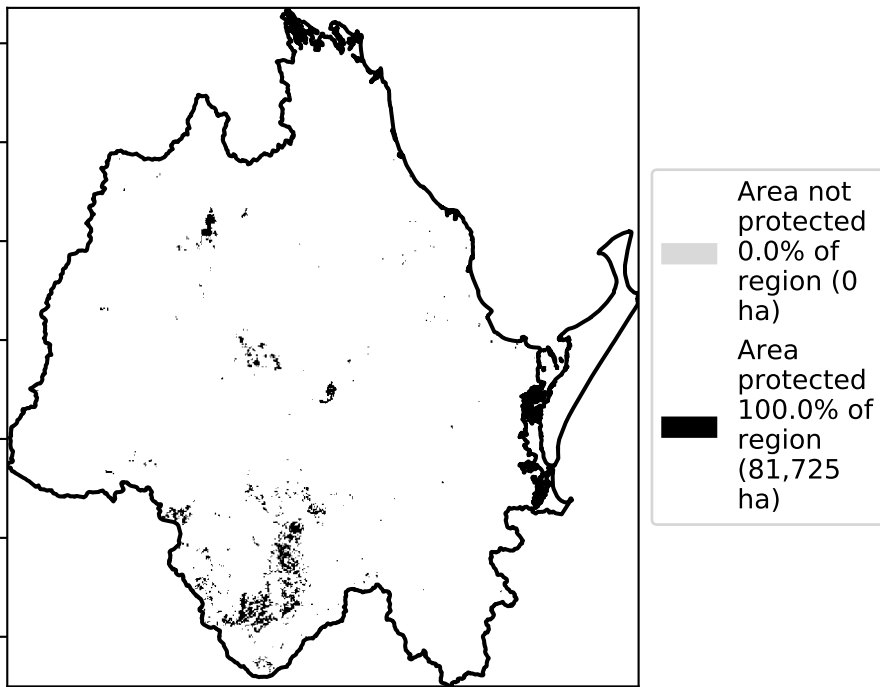 Area not
protected
0.0% of
region (0
ha)
Area
protected
100.0% of
region
(81,725
ha)